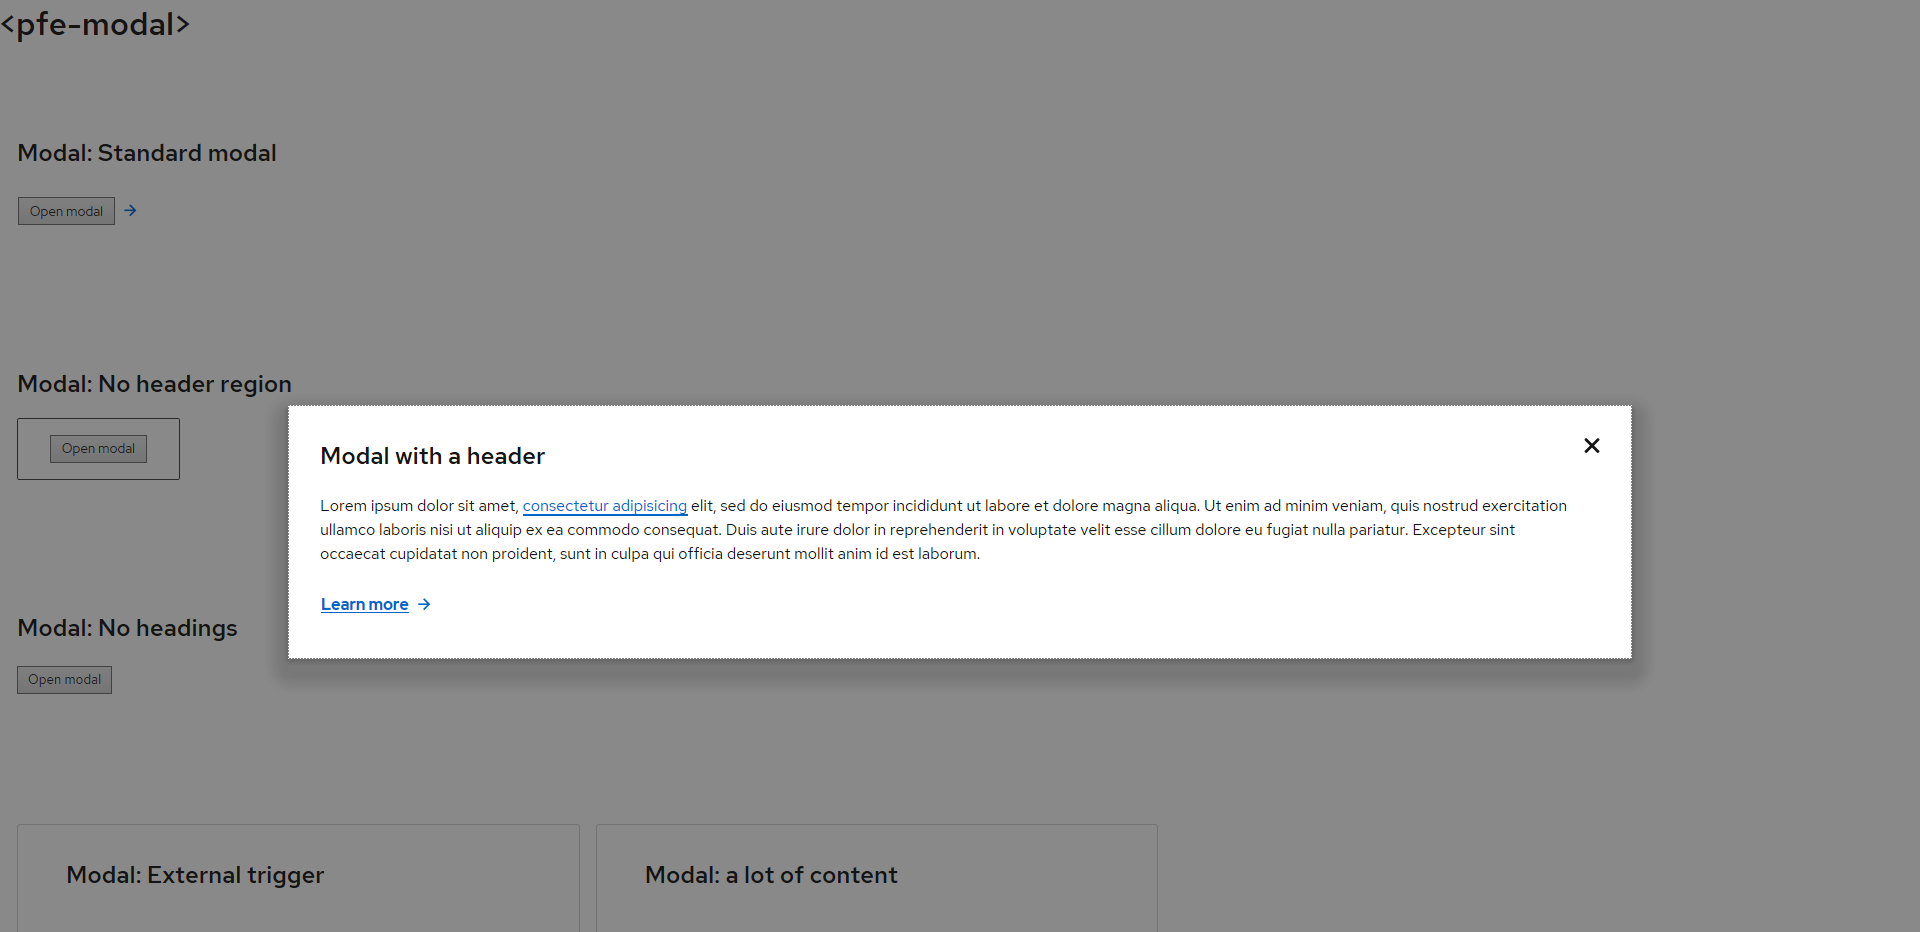 <pfe-modal>
Modal: Standard modal
Open modal
Modal: No header region
Open modal
Modal with a header
Lorem ipsum dolor sit amet, consectetur adipisicing elit, sed do eiusmod tempor incididunt ut labore et dolore magna aliqua. Ut enim ad minim veniam, quis nostrud exercitation
ullamco laboris nisi ut aliquip ex ea commodo consequat. Duis aute irure dolor in reprehenderit in voluptate velit esse cillum dolore eu fugiat nulla pariatur. Excepteur sint
occaecat cupidatat non proident, sunt in culpa qui officia deserunt mollit anim id est laborum.
Learn more
Modal: No headings
Open modal
Modal: External trigger
Modal: a lot of content